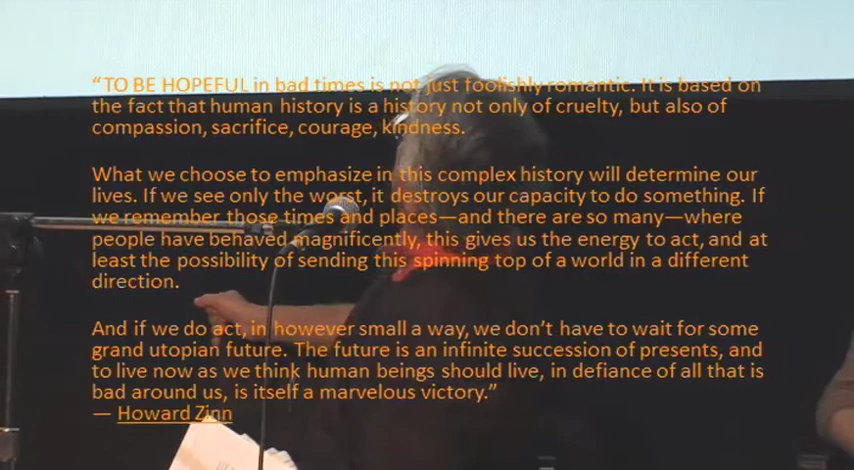 “TO BE HOPEFUL in bad times is not just foolishly romantic. It is based on
the fact that human history is a history not only of cruelty, but also of
compassion, sacrifice, courage, kindness.
What we choose to emphasize in this complex history will determine our
lives. If we see only the worst, it destroys our capacity to do something. If
we remember those times and places—and there are so many—where
people have behaved magnificently, this gives us the energy to act, and at
least the possibility of sending this spinning top of a world in a different
direction.
And if we do act, in however small a way, we don’t have to wait for some
grand utopian future. The future is an infinite succession of presents, and
to live now as we think human beings should live, in defiance of all that is
bad around us, is itself a marvelous victory.”
— Howard Zinn